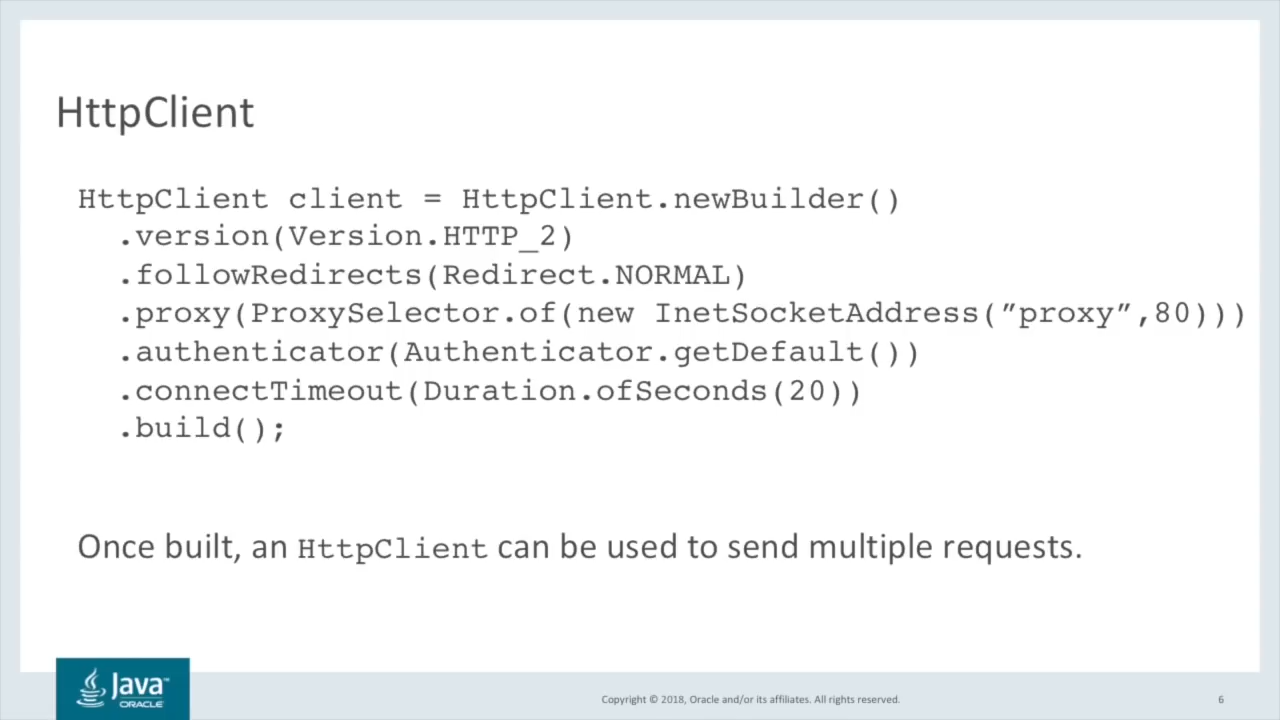 HttpClient
HttpClient client = HttpClient.newBuilder()
.version(Version.HTTP_2)
.followRedirects(Redirect.NORMAL)
.proxy(ProxySelector.of(new InetSocketAddress(”proxy”,80)))
.authenticator(Authenticator.getDefault())
.connectTimeout(Duration.ofSeconds(20))
.build();
Once built, an HttpClient can be used to send multiple requests.
Java™
ORACLE
Copyright © 2018, Oracle and/or its affiliates. All rights reserved.
6